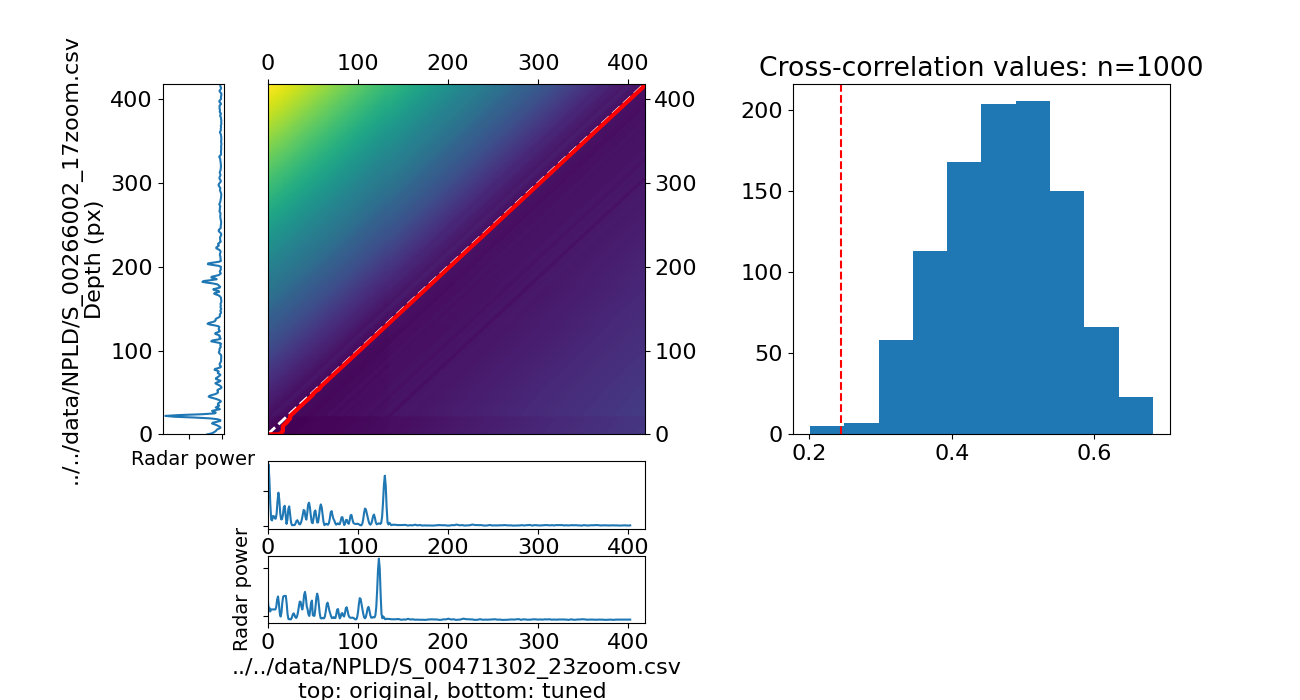 0 100 200 300 400
Cross-correlation values: n=1000
../../data/NPLD/S_00266002_17zoom.csv
Depth (px)
400
300
200
100
0
400
300
200
100
0
200
150
100
50
0
0.2 0.4 0.6
Radar power
0 100 200 300 400
Radar power
0 100 200 300 400
../../data/NPLD/S_00471302_23zoom.csv
top: original, bottom: tuned